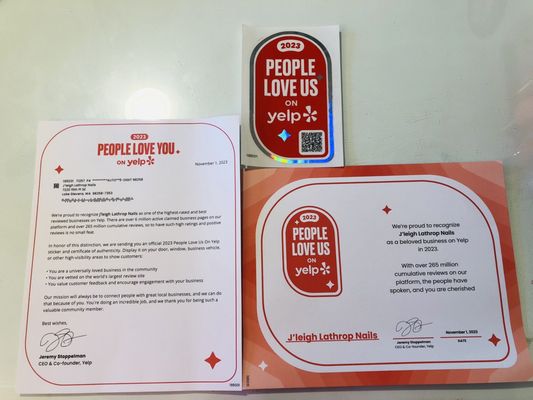 2023
PEOPLE
LOVE US
ON
yelp
2023
PEOPLE LOVE YOU
ON yelp
November 1, 2023
J'leigh Lathrop Nails
Lake Stevens, WA 98258-7953
We're proud to recognize J'leigh Lathrop Nails as one of the highest-rated and best
reviewed businesses on Yelp. There are over 6 million active claimed business pages on our
platform and over 265 million cumulative reviews, so to have such high ratings and positive
reviews is no small feat.
In honor of this distinction, we are sending you an official 2023 People Love Us On Yelp
sticker and certificate of authenticity. Display it on your door, window, business vehicle,
or other high-visibility areas to show customers:
• You are a universally loved business in the community
• You are vetted on the world's largest review site
• You value customer feedback and encourage engagement with your business
Our mission will always be to connect people with great local businesses, and we can do
that because of you. You're doing an incredible job, and we thank you for being such a
valuable community member.
Best wishes,
Jeremy Stoppelman
CEO & Co-founder, Yelp
2023
PEOPLE
LOVE US
ON
yelp
We're proud to recognize
J'leigh Lathrop Nails
as a beloved business on Yelp
in 2023.
With over 265 million
cumulative reviews on our
platform, the people have
spoken, and you are cherished
J'leigh Lathrop Nails
Jeremy Stoppelman
CEO & Co-founder, Yelp
November 1, 2023
DATE